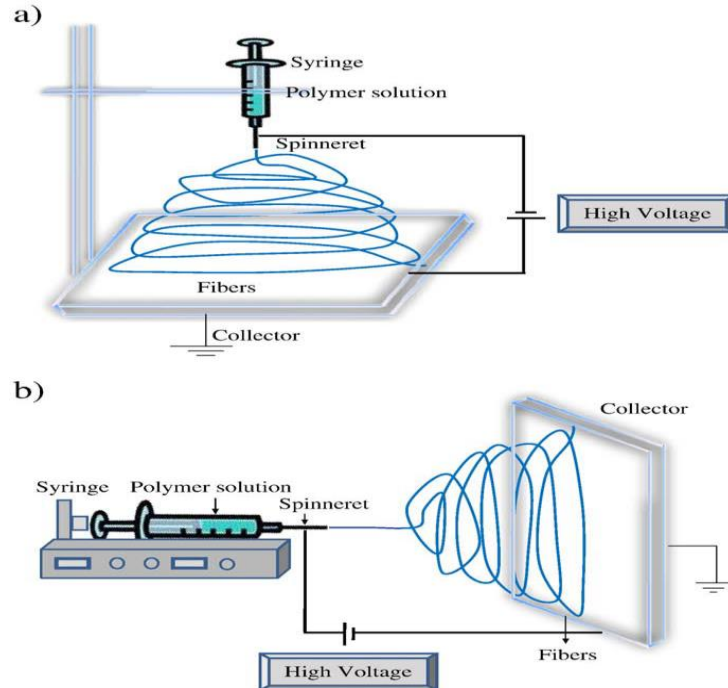 a)
Syringe
Polymer solution
Spinneret
High Voltage
Fibers
Collector
b)
Collector
Syringe
Polymer solution
Spinneret
Fibers
High Voltage